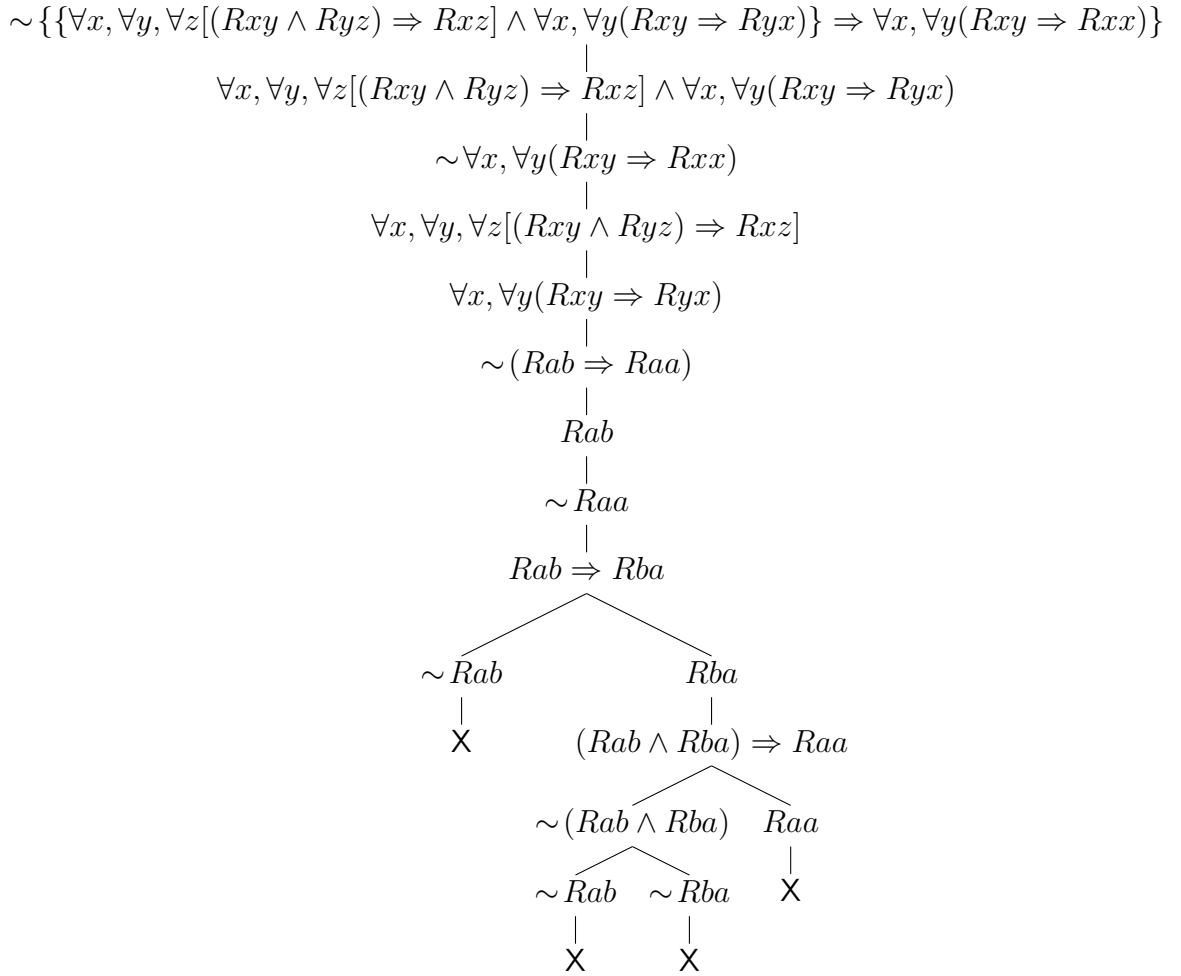 ∼{{∀x, ∀y, ∀z[(Rxy ∧ Ryz) ⇒ Rxz] ∧ ∀x, ∀y(Rxy ⇒ Ryx)} ⇒ ∀x, ∀y(Rxy ⇒ Rxx)}
∀x, ∀y, ∀z[(Rxy ∧ Ryz) ⇒ Rxz] ∧ ∀x, ∀y(Rxy ⇒ Ryx)
∼∀x, ∀y(Rxy ⇒ Rxx)
∀x, ∀y, ∀z[(Rxy ∧ Ryz) ⇒ Rxz]
∀x, ∀y(Rxy ⇒ Ryx)
∼(Rab ⇒ Raa)
Rab
∼Raa
Rab ⇒ Rba
∼Rab Rba
X (Rab ∧ Rba) ⇒ Raa
∼(Rab ∧ Rba) Raa
∼Rab ∼Rba X
X X